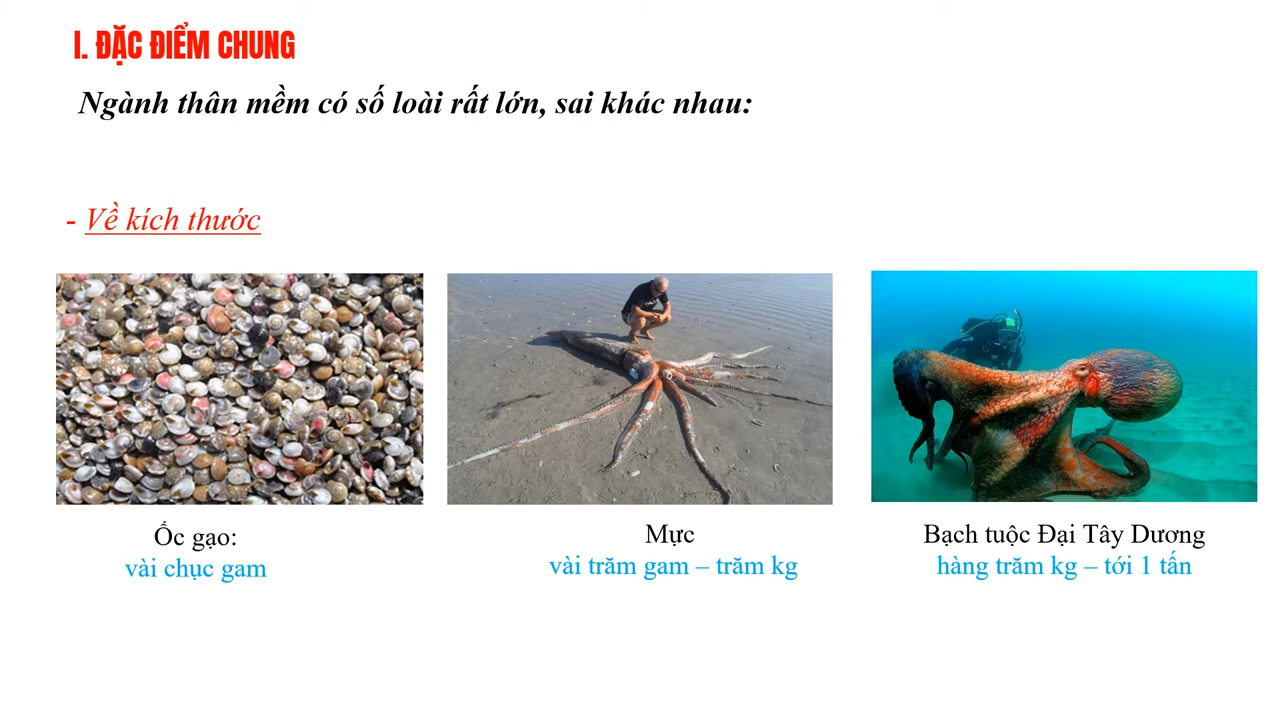 I. ĐẶC ĐIỂM CHUNG
Ngành thân mềm có số loài rất lớn, sai khác nhau:
- Về kích thước
Ốc gạo:
vài chục gam
Mực
vài trăm gam – trăm kg
Bạch tuộc Đại Tây Dương
hàng trăm kg – tới 1 tấn